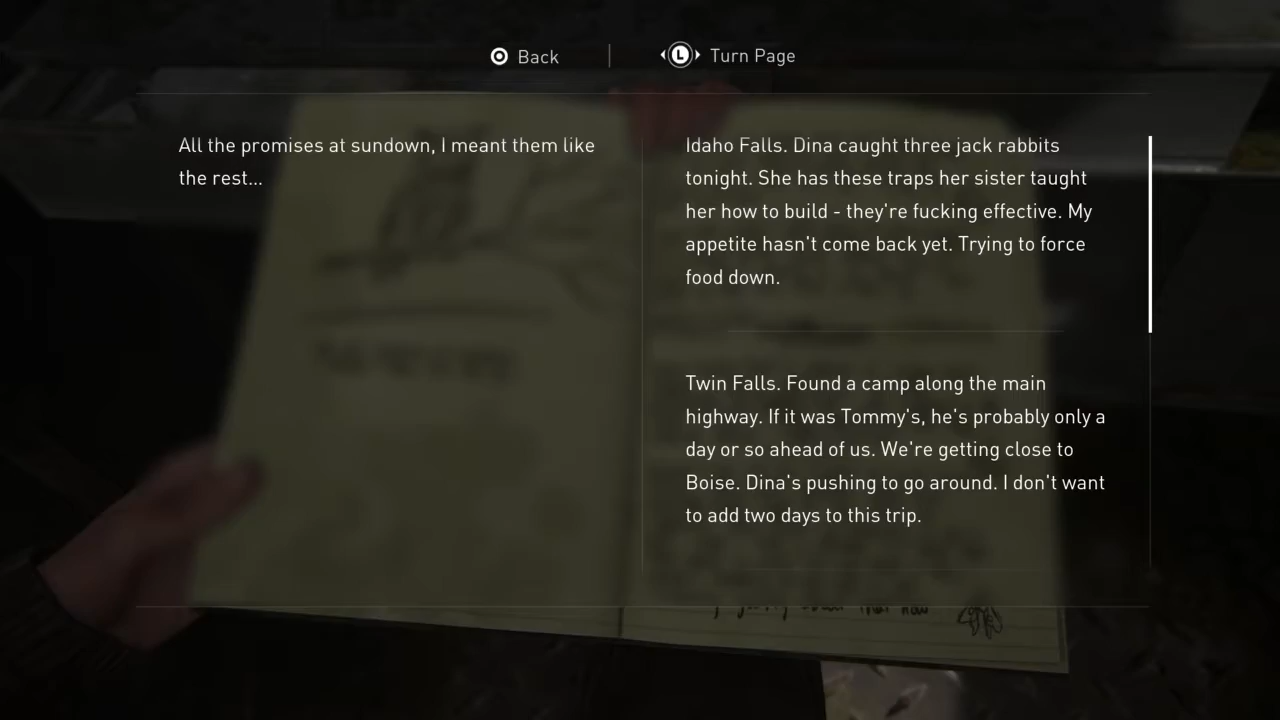 Back
L
Turn Page
All the promises at sundown, I meant them like
the rest...
Idaho Falls. Dina caught three jack rabbits
tonight. She has these traps her sister taught
her how to build - they're fucking effective. My
appetite hasn't come back yet. Trying to force
food down.
Twin Falls. Found a camp along the main
highway. If it was Tommy's, he's probably only a
day or so ahead of us. We're getting close to
Boise. Dina's pushing to go around. I don't want
to add two days to this trip.